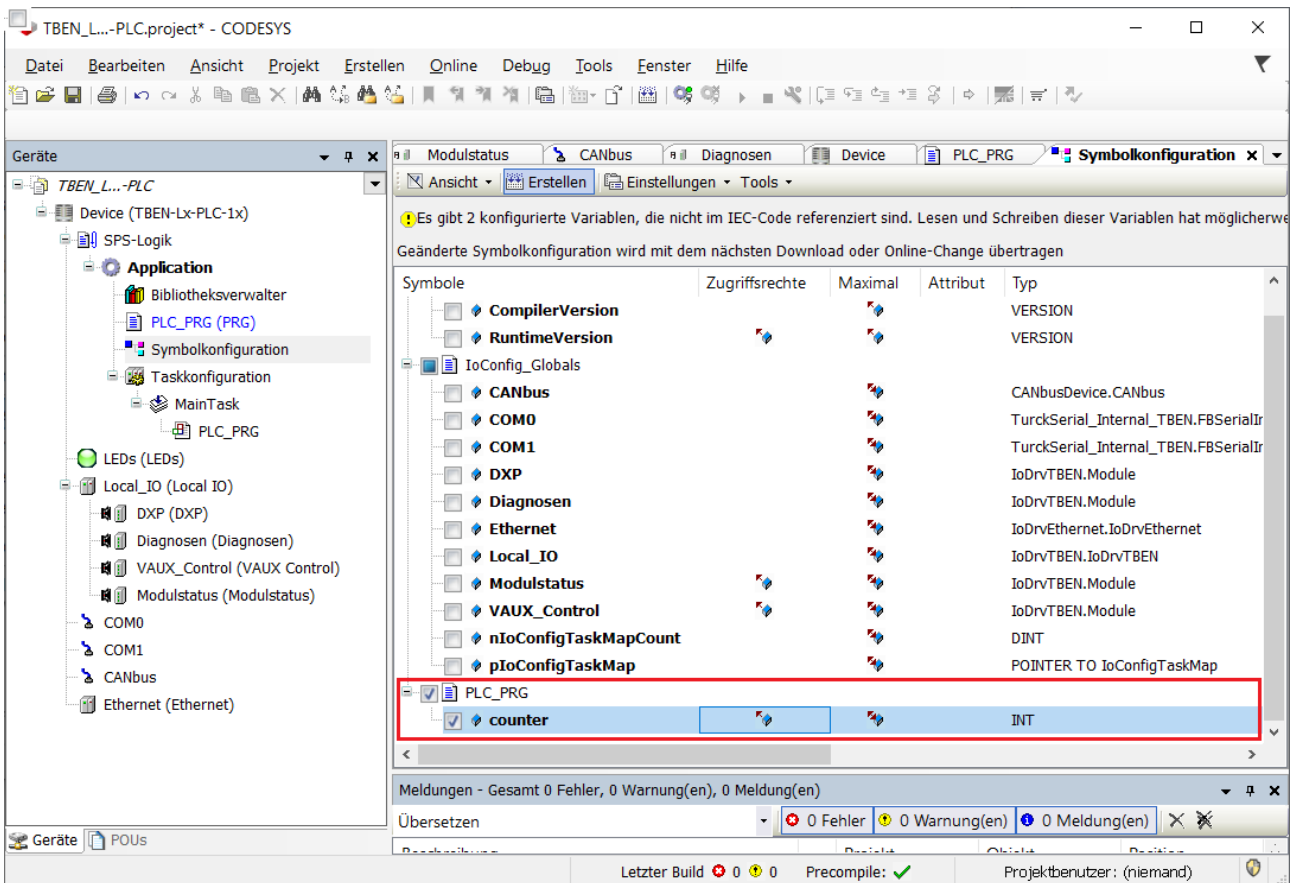 TBEN_L...-PLC.project* - CODESYS
Datei Bearbeiten Ansicht Projekt Erstellen Online Debug Tools Fenster Hilfe
Geräte
TBEN_L...-PLC
Device (TBEN-Lx-PLC-1x)
SPS-Logik
Application
Bibliotheksverwalter
PLC_PRG (PRG)
Symbolkonfiguration
Taskkonfiguration
MainTask
PLC_PRG
LEDs (LEDs)
Local_IO (Local IO)
DXP (DXP)
Diagnosen (Diagnosen)
VAUX_Control (VAUX Control)
Modulstatus (Modulstatus)
COM0
COM1
CANbus
Ethernet (Ethernet)
Geräte POUs
Modulstatus CANbus Diagnosen Device PLC_PRG Symbolkonfiguration
Ansicht Erstellen Einstellungen Tools
Es gibt 2 konfigurierte Variablen, die nicht im IEC-Code referenziert sind. Lesen und Schreiben dieser Variablen hat möglicherwe
Geänderte Symbolkonfiguration wird mit dem nächsten Download oder Online-Change übertragen
Symbole Zugriffsrechte Maximal Attribut Typ
CompilerVersion VERSION
RuntimeVersion VERSION
IoConfig_Globals
CANbus CANbusDevice.CANbus
COM0 TurckSerial_Internal_TBEN.FBSerialIr
COM1 TurckSerial_Internal_TBEN.FBSerialIr
DXP IoDrvTBEN.Module
Diagnosen IoDrvTBEN.Module
Ethernet IoDrvEthernet.IoDrvEthernet
Local_IO IoDrvTBEN.IoDrvTBEN
Modulstatus IoDrvTBEN.Module
VAUX_Control IoDrvTBEN.Module
nIoConfigTaskMapCount DINT
pIoConfigTaskMap POINTER TO IoConfigTaskMap
PLC_PRG
counter INT
Meldungen - Gesamt 0 Fehler, 0 Warnung(en), 0 Meldung(en)
Übersetzen 0 Fehler 0 Warnung(en) 0 Meldung(en)
Letzter Build 0 0 Precompile: Projektbenutzer: (niemand)